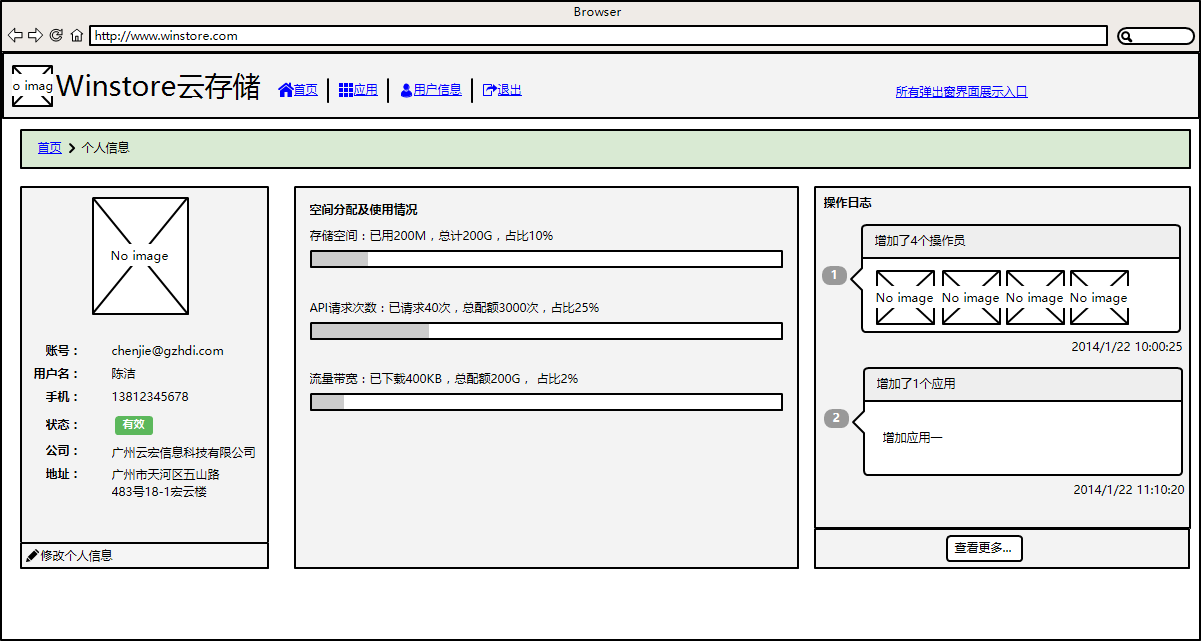 Browser
http://www.winstore.com
o imag
Winstore云存储
首页
应用
用户信息
退出
所有弹出窗界面展示入口
首页 个人信息
No image
账号： chenjie@gzhdi.com
用户名： 陈洁
手机： 13812345678
状态： 有效
公司： 广州云宏信息科技有限公司
地址： 广州市天河区五山路
483号18-1宏云楼
修改个人信息
空间分配及使用情况
存储空间：已用200M，总计200G，占比10%
API请求次数：已请求40次，总配额3000次，占比25%
流量带宽：已下载400KB，总配额200G， 占比2%
操作日志
增加了4个操作员
1
No image No image No image No image
2014/1/22 10:00:25
增加了1个应用
2
增加应用一
2014/1/22 11:10:20
查看更多...